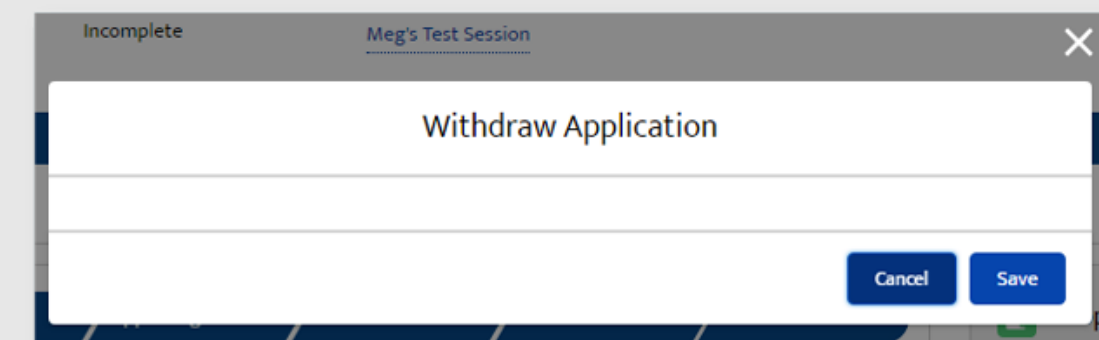 Incomplete
Meg's Test Session
Withdraw Application
Cancel
Save